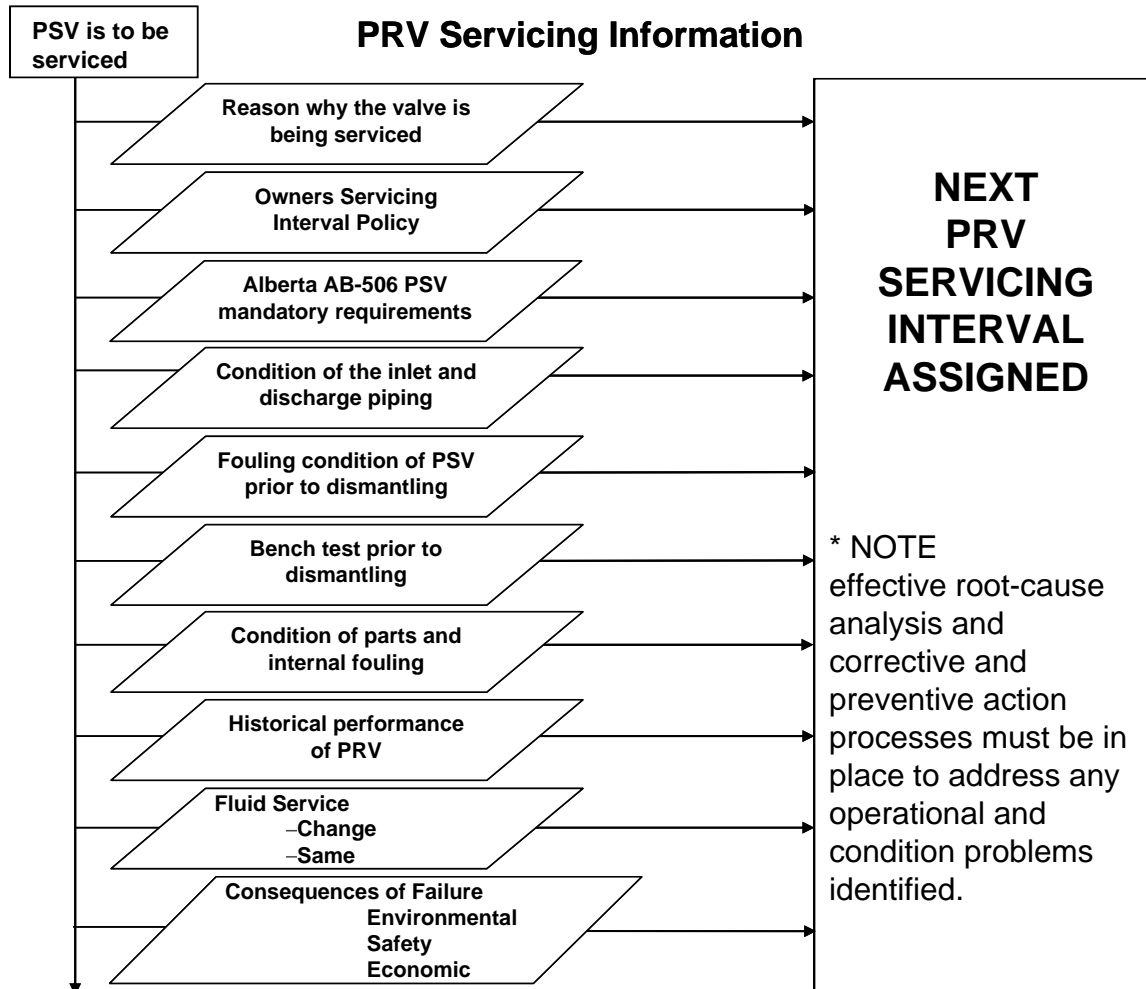 PSV is to be
serviced
PRV Servicing Information
Reason why the valve is
being serviced
Owners Servicing
Interval Policy
Alberta AB-506 PSV
mandatory requirements
Condition of the inlet and
discharge piping
Fouling condition of PSV
prior to dismantling
Bench test prior to
dismantling
Condition of parts and
internal fouling
Historical performance
of PRV
Fluid Service
–Change
–Same
Consequences of Failure
Environmental
Safety
Economic
NEXT
PRV
SERVICING
INTERVAL
ASSIGNED
* NOTE
effective root-cause
analysis and
corrective and
preventive action
processes must be in
place to address any
operational and
condition problems
identified.